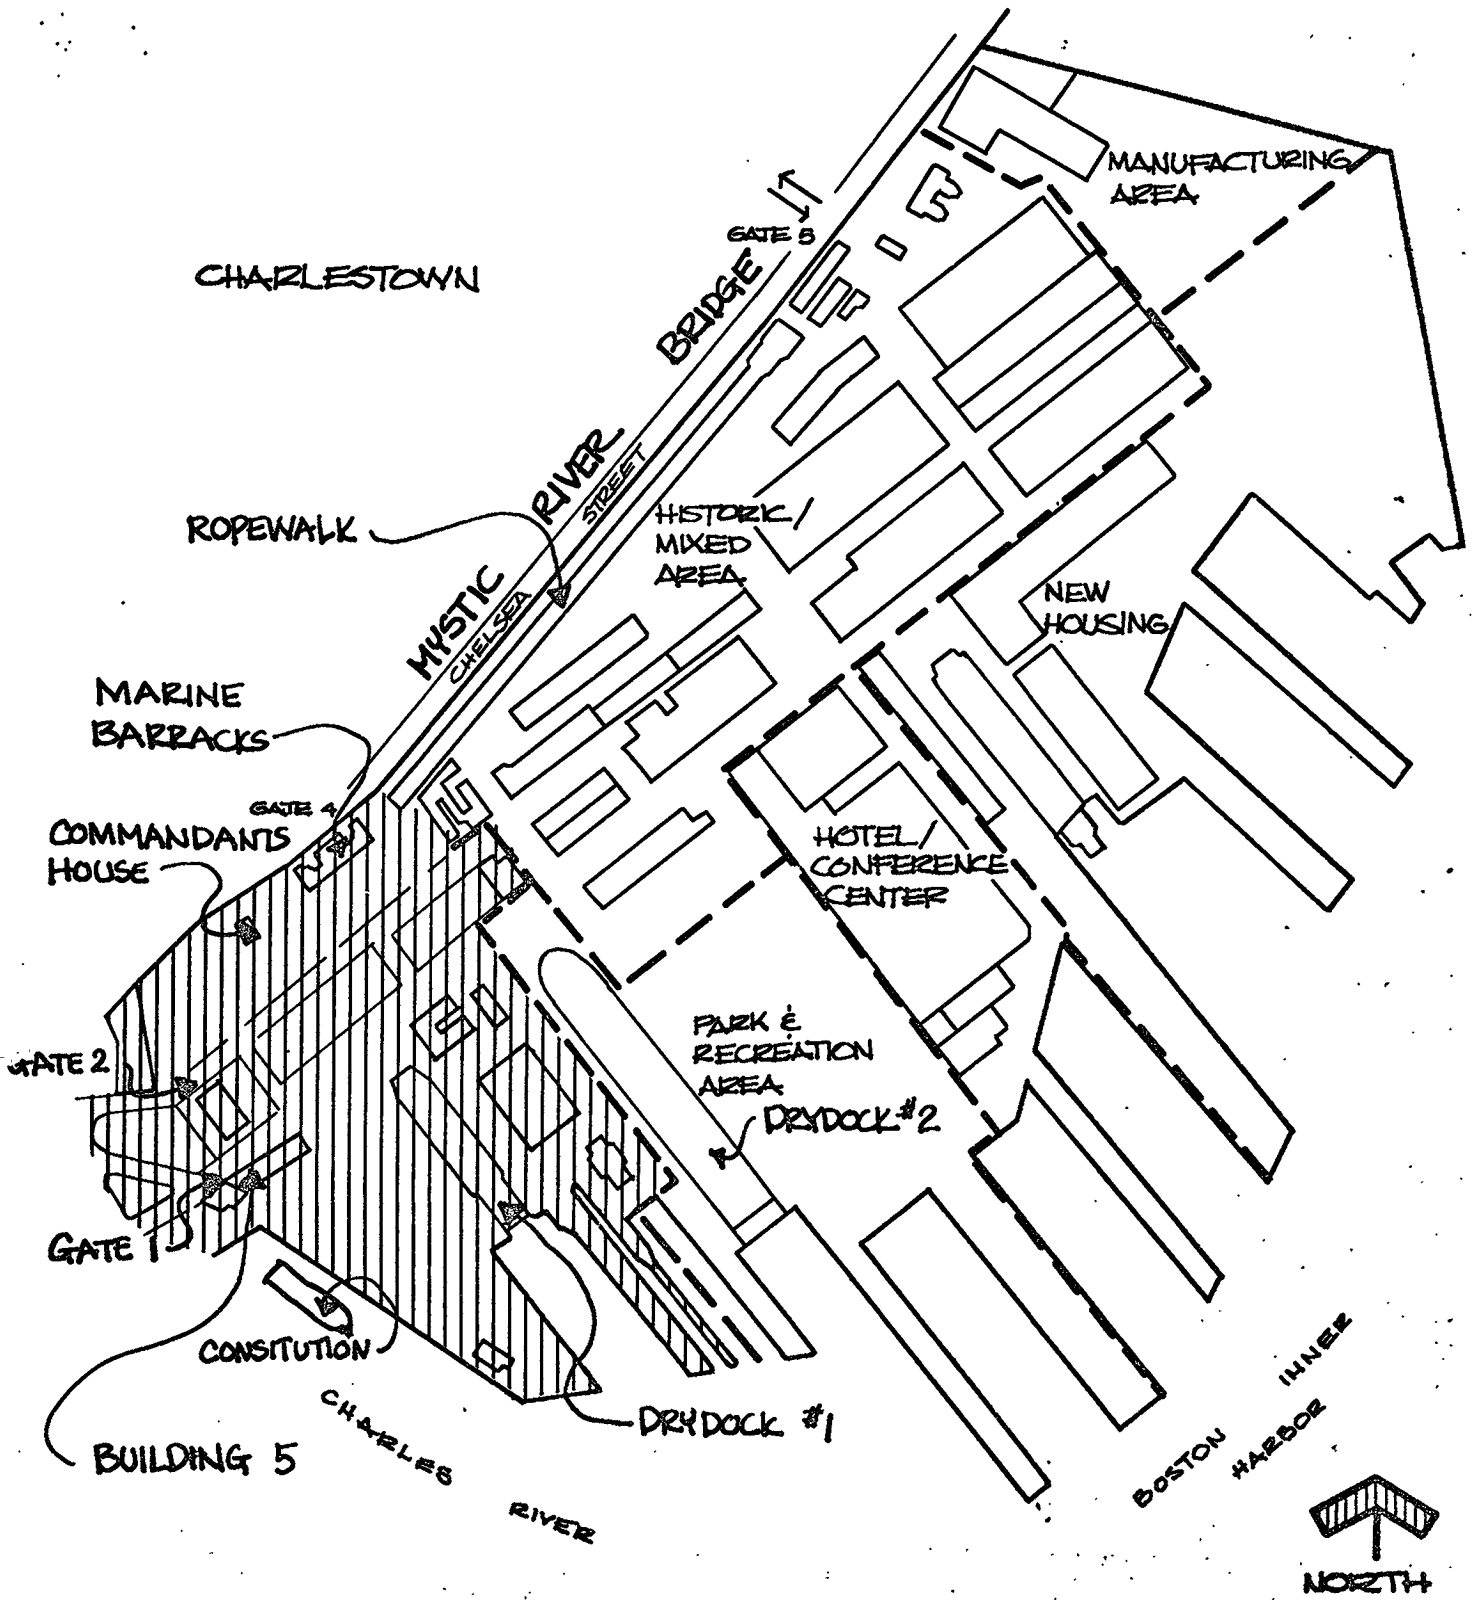 MANUFACTURING
AREA
GATE 5
CHARLESTOWN
MYSTIC RIVER BRIDGE
CHELSEA STREET
ROPEWALK
HISTORIC/
MIXED
AREA
NEW
HOUSING
MARINE
BARRACKS
GATE 4
COMMANDANTS
HOUSE
HOTEL/
CONFERENCE
CENTER
PARK &
RECREATION
AREA
GATE 2
DRYDOCK #2
GATE 1
CONSITUTION
DRYDOCK #1
BUILDING 5
CHARLES RIVER
BOSTON INNER
HARBOR
NORTH